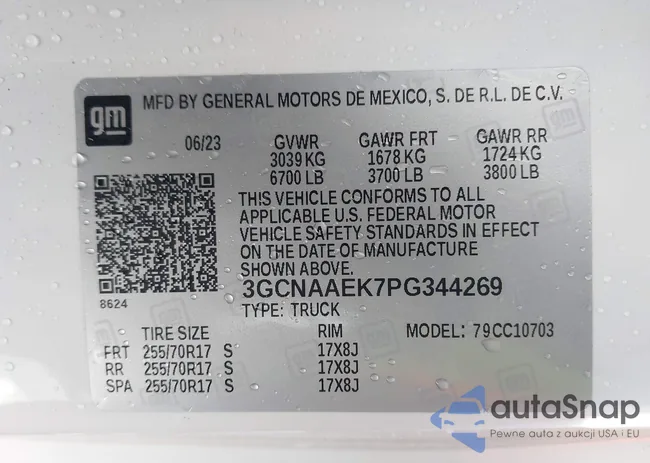 gm MFD BY GENERAL MOTORS DE MEXICO, S. DE R.L. DE C.V.
06/23 GVWR GAWR FRT GAWR RR
3039 KG 1678 KG 1724 KG
6700 LB 3700 LB 3800 LB
THIS VEHICLE CONFORMS TO ALL
APPLICABLE U.S. FEDERAL MOTOR
VEHICLE SAFETY STANDARDS IN EFFECT
ON THE DATE OF MANUFACTURE
SHOWN ABOVE.
8624
3GCNAAEK7PG344269
TYPE: TRUCK
TIRE SIZE RIM MODEL: 79CC10703
FRT 255/70R17 S 17X8J
RR 255/70R17 S 17X8J
SPA 255/70R17 S 17X8J
autaSnap
Pewne auta z aukcji USA i EU